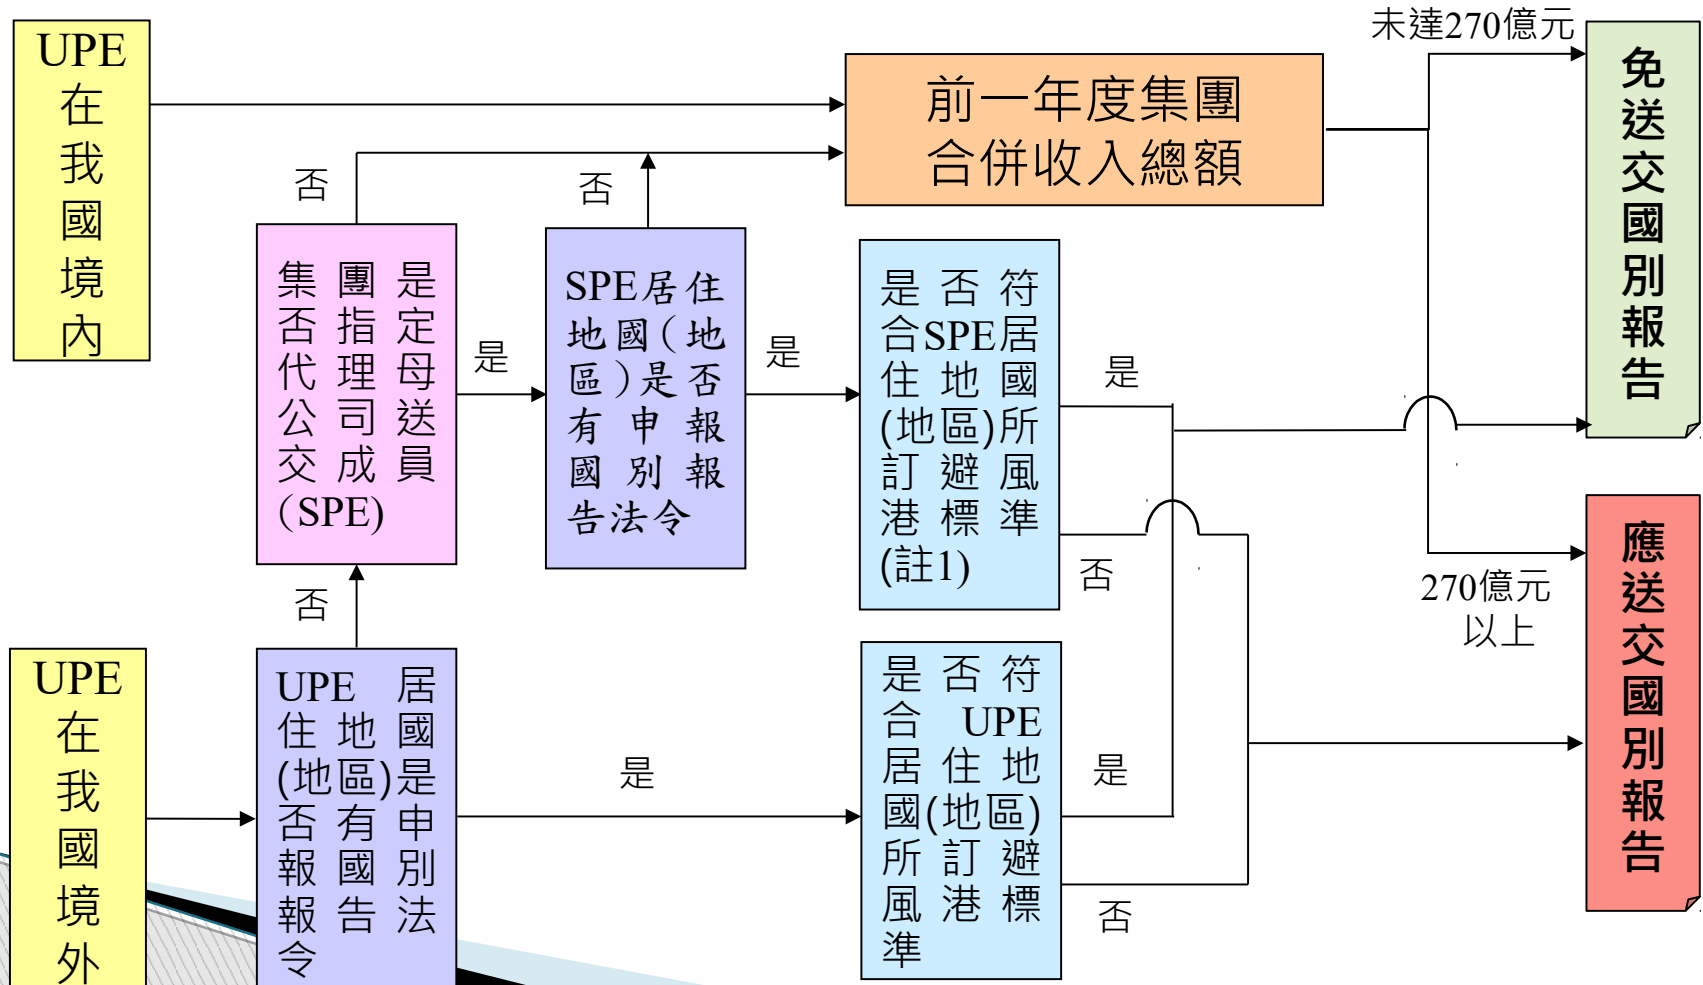 未達270億元
UPE
在
我
國
境
內
前一年度集團
合併收入總額
免
送
交
國
別
報
告
否
否
集團是
否指定
代理母
公司送
交成員
（SPE)
是
SPE居住
地國（地
區）是否
有申報
國別報
告法令
是
是否符
合SPE居
住地國
(地區)所
訂避風
港標準
(註1)
是
否
270億元
以上
應
送
交
國
別
報
告
否
UPE
在
我
國
境
外
UPE 居
住地國
(地區)是
否有申
報國別
報告法
令
是
是否符
合 UPE
居住地
國(地區)
所訂避
風港標
準
是
否